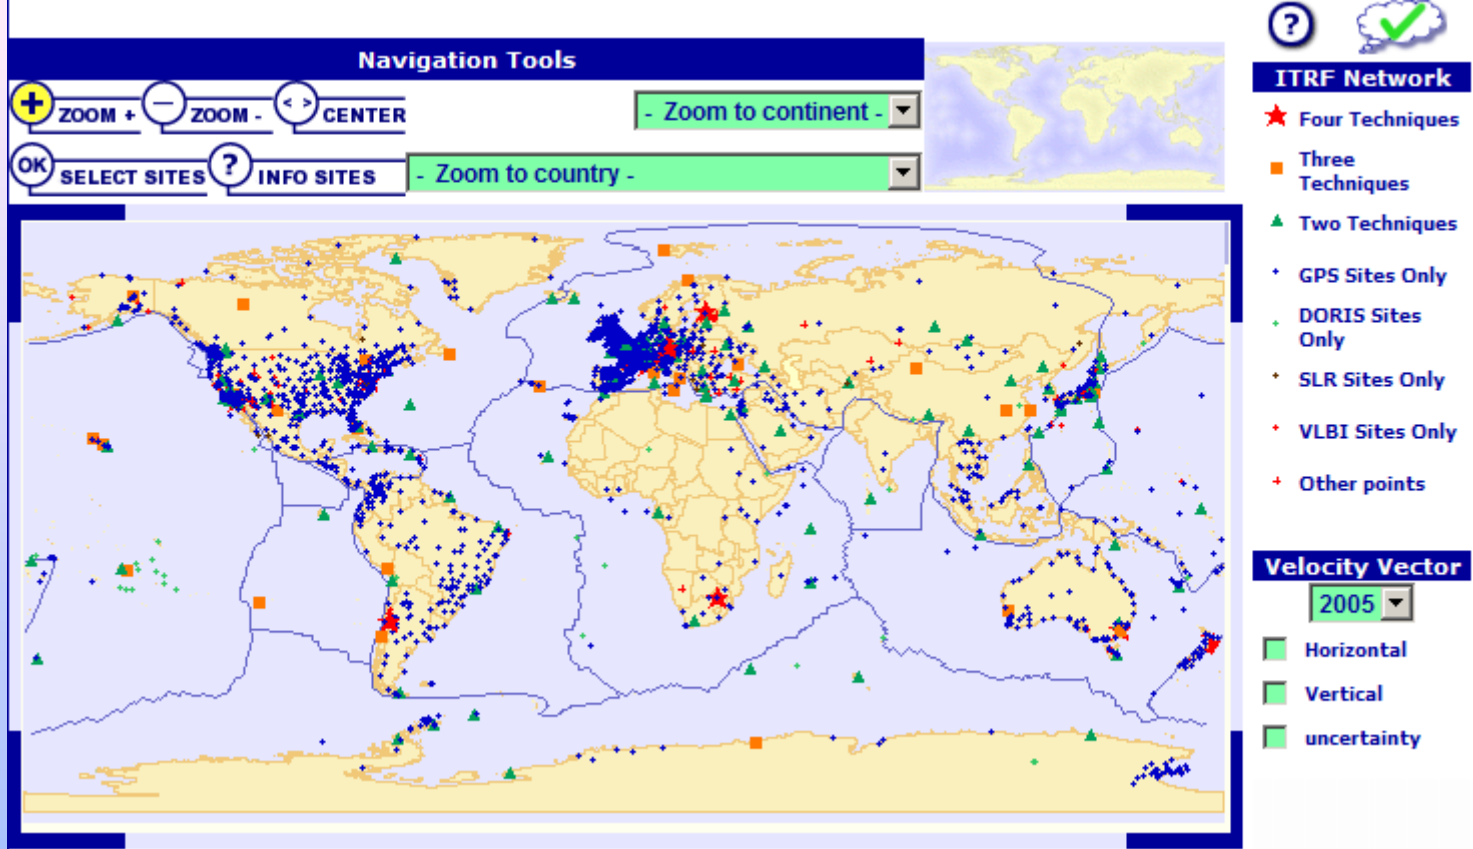 Navigation Tools
+ ZOOM + — ZOOM - < > CENTER
- Zoom to continent -
OK SELECT SITES ? INFO SITES
- Zoom to country -
?
ITRF Network
Four Techniques
Three
Techniques
Two Techniques
GPS Sites Only
DORIS Sites
Only
SLR Sites Only
VLBI Sites Only
Other points
Velocity Vector
2005
Horizontal
Vertical
uncertainty